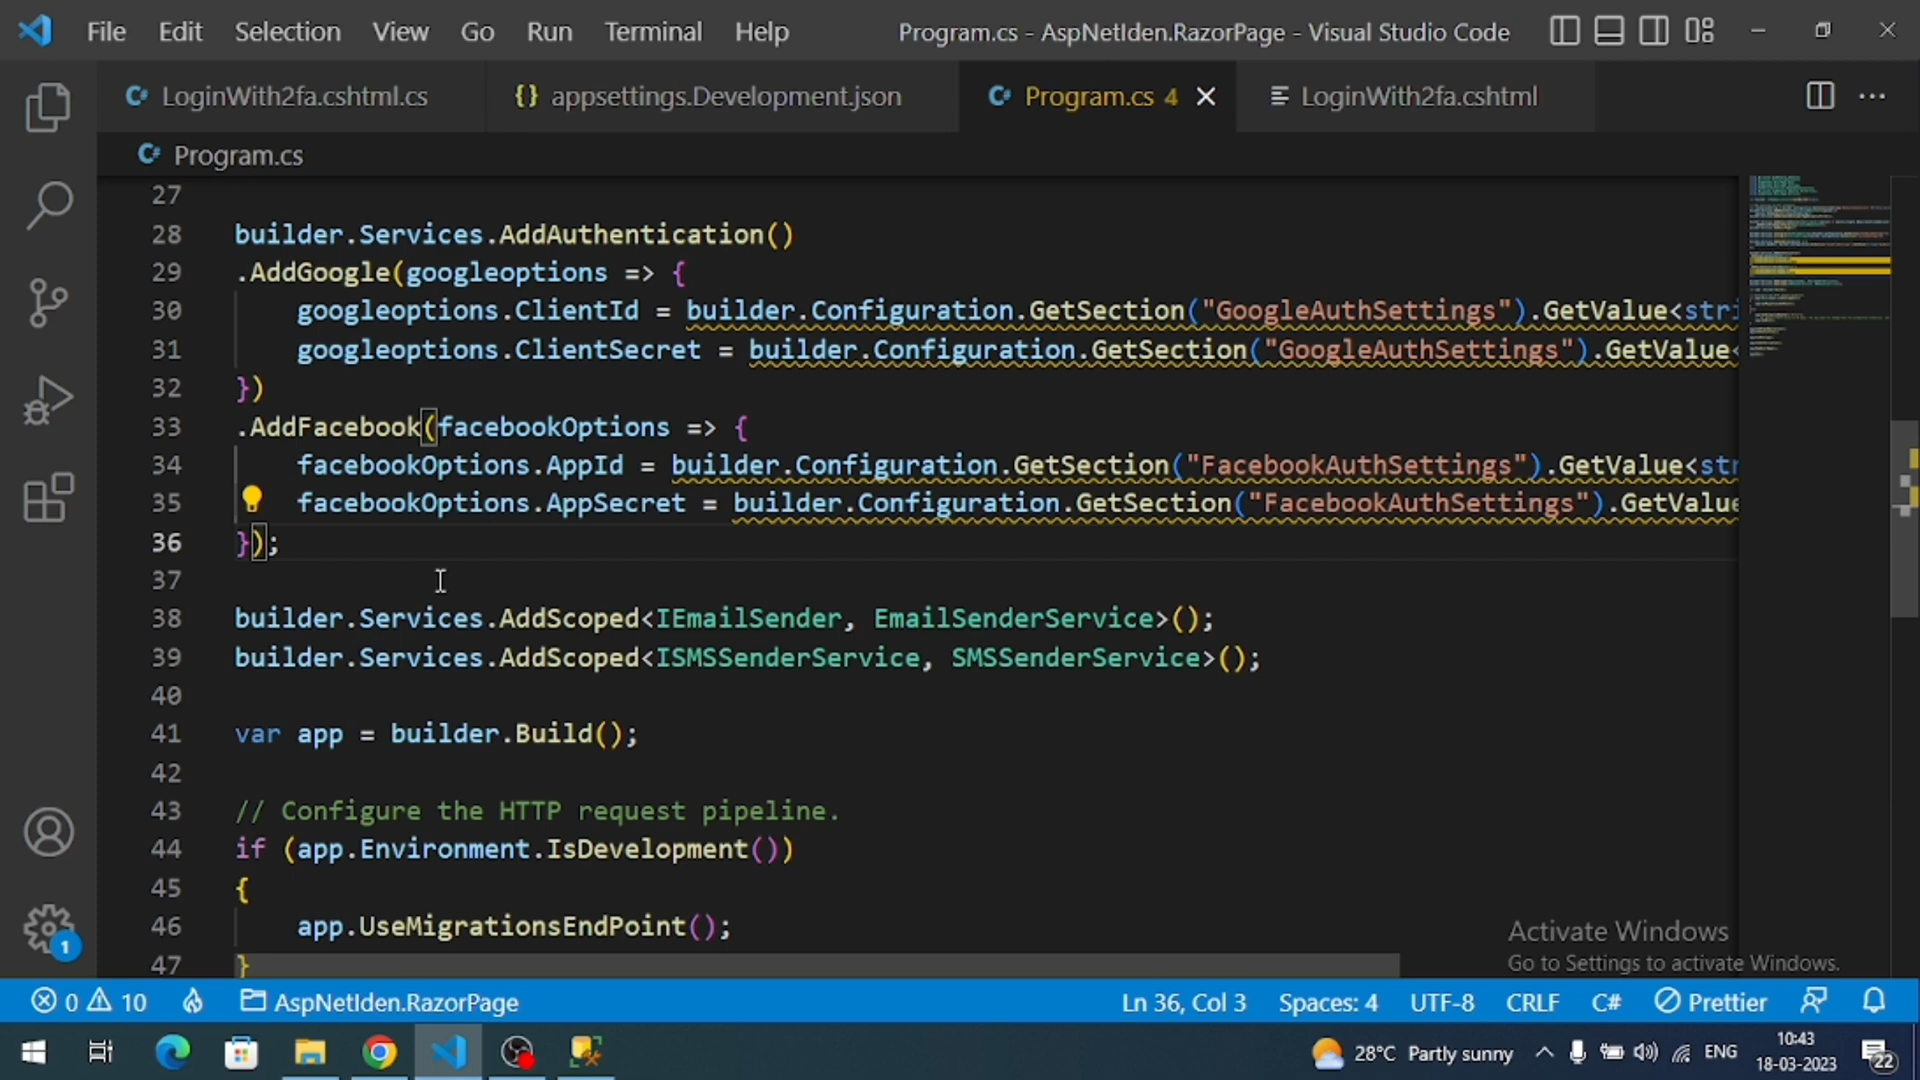 File Edit Selection View Go Run Terminal Help Program.cs - AspNetIden.RazorPage - Visual Studio Code
LoginWith2fa.cshtml.cs {} appsettings.Development.json Program.cs 4 LoginWith2fa.cshtml
Program.cs
27
28 builder.Services.AddAuthentication()
29 .AddGoogle(googleoptions => {
30 googleoptions.ClientId = builder.Configuration.GetSection("GoogleAuthSettings").GetValue<stri
31 googleoptions.ClientSecret = builder.Configuration.GetSection("GoogleAuthSettings").GetValue<
32 })
33 .AddFacebook(facebookOptions => {
34 facebookOptions.AppId = builder.Configuration.GetSection("FacebookAuthSettings").GetValue<str
35 facebookOptions.AppSecret = builder.Configuration.GetSection("FacebookAuthSettings").GetValue
36 });
37
38 builder.Services.AddScoped<IEmailSender, EmailSenderService>();
39 builder.Services.AddScoped<ISMSSenderService, SMSSenderService>();
40
41 var app = builder.Build();
42
43 // Configure the HTTP request pipeline.
44 if (app.Environment.IsDevelopment())
45 {
46 app.UseMigrationsEndPoint();
47 }
1
Activate Windows
Go to Settings to activate Windows.
0 10 AspNetIden.RazorPage Ln 36, Col 3 Spaces: 4 UTF-8 CRLF C# Prettier
28°C Partly sunny ENG 10:43
18-03-2023 22